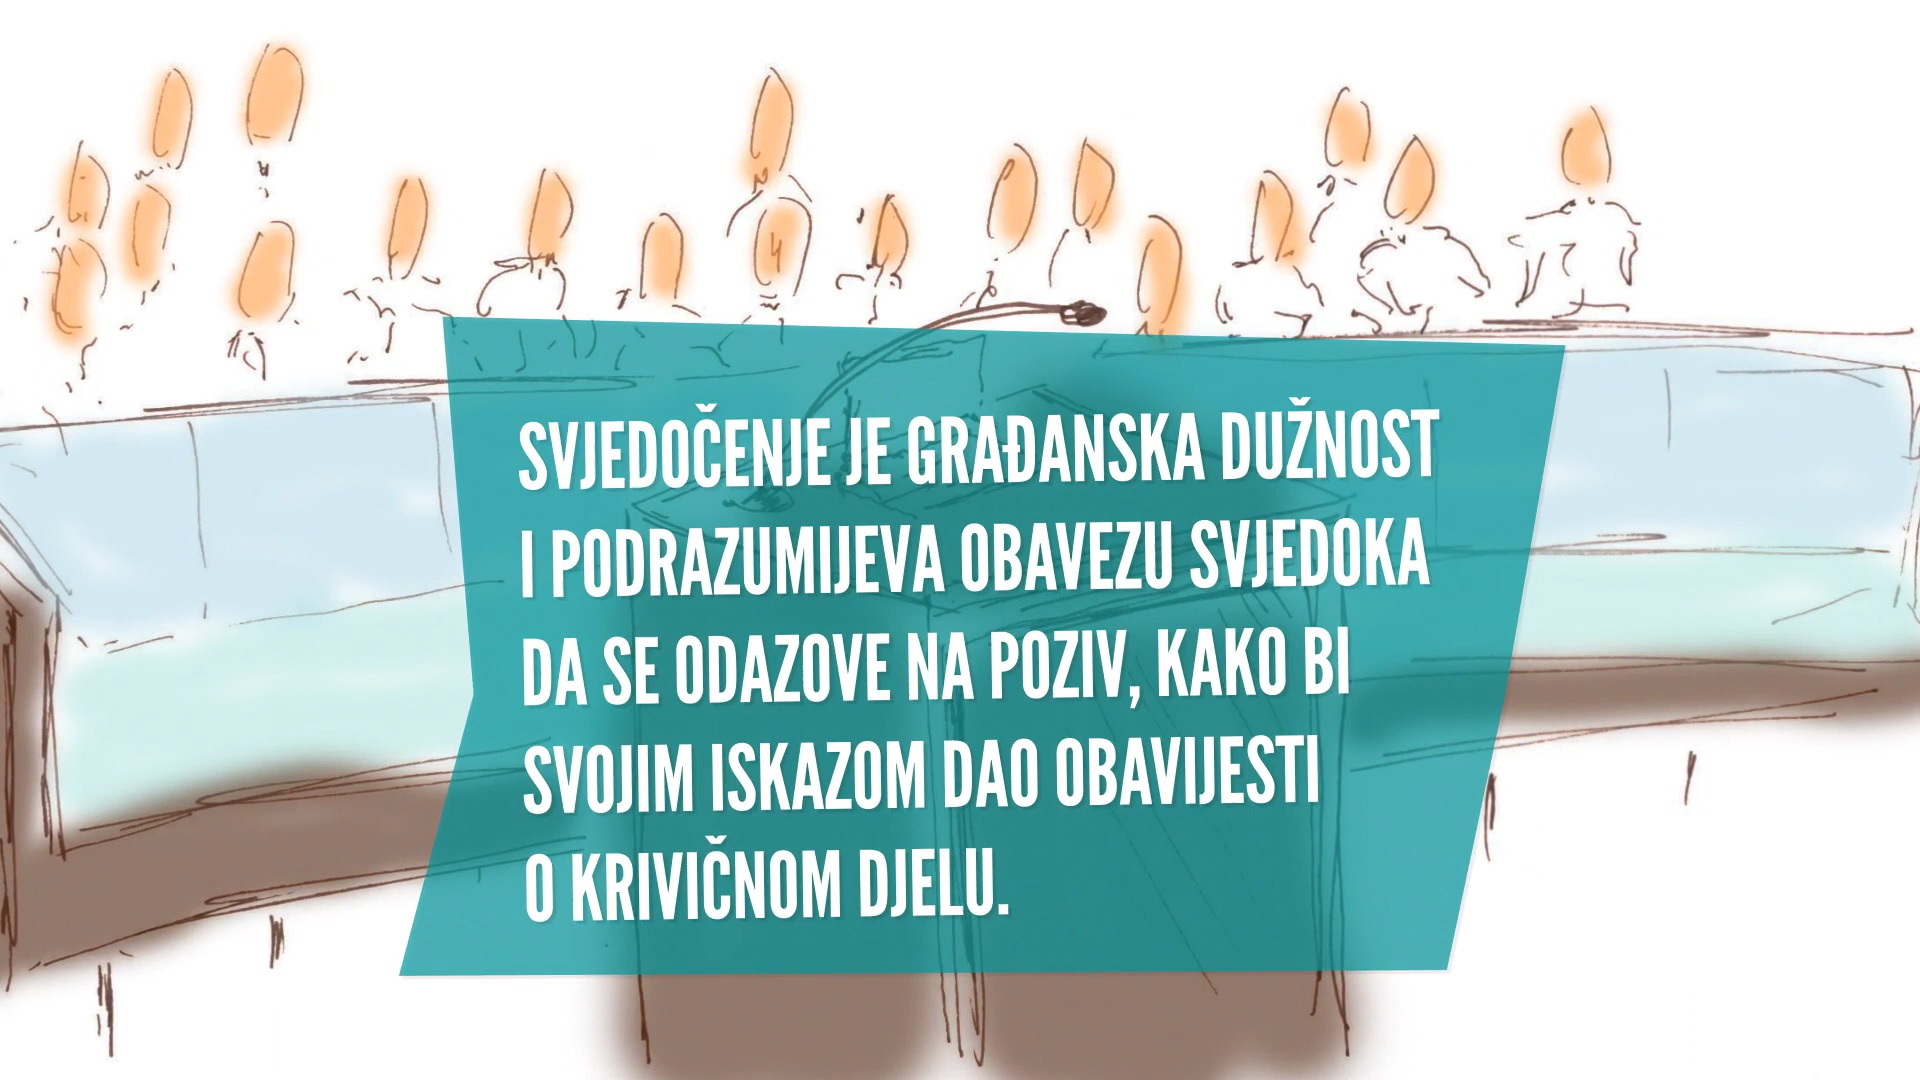 SVJEDOČENJE JE GRAĐANSKA DUŽNOST
I PODRAZUMIJEVA OBAVEZU SVJEDOKA
DA SE ODAZOVE NA POZIV, KAKO BI
SVOJIM ISKAZOM DAO OBAVIJESTI
O KRIVIČNOM DJELU.